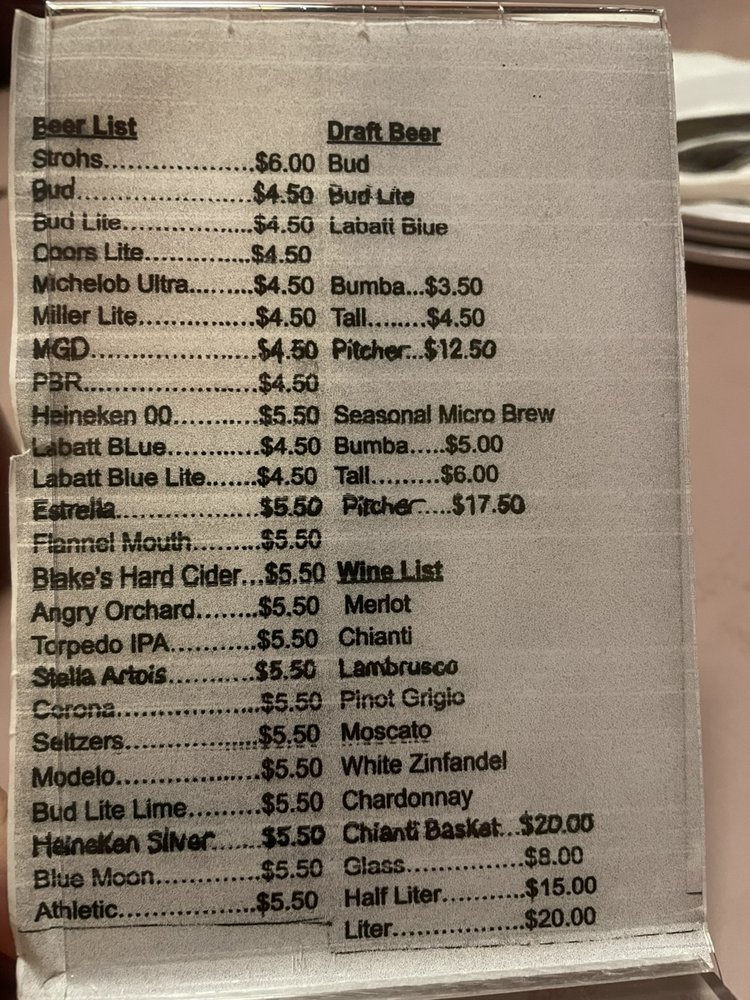 Beer List
Strohs....................$6.00
Bud.......................$4.50
Bud Lite..................$4.50
Coors Lite...............$4.50
Michelob Ultra.........$4.50
Miller Lite................$4.50
MGD.......................$4.50
PBR........................$4.50
Heineken 00............$5.50
Labatt BLue............$4.50
Labatt Blue Lite.......$4.50
Estrella....................$5.50
Flannel Mouth.........$5.50
Blake's Hard Cider...$5.50
Angry Orchard........$5.50
Torpedo IPA...........$5.50
Stella Artois............$5.50
Corona...................$5.50
Seltzers...................$5.50
Modelo....................$5.50
Bud Lite Lime..........$5.50
HeineKen Silver.......$5.50
Blue Moon..............$5.50
Athletic...................$5.50
Draft Beer
Bud
Bud Lite
Labatt Blue
Bumba...$3.50
Tall........$4.50
Pitcher...$12.50
Seasonal Micro Brew
Bumba.....$5.00
Tall.........$6.00
Pitcher.....$17.50
Wine List
Merlot
Chianti
Lambrusco
Pinot Grigio
Moscato
White Zinfandel
Chardonnay
Chianti Basket...$20.00
Glass...............$8.00
Half Liter..........$15.00
Liter.................$20.00